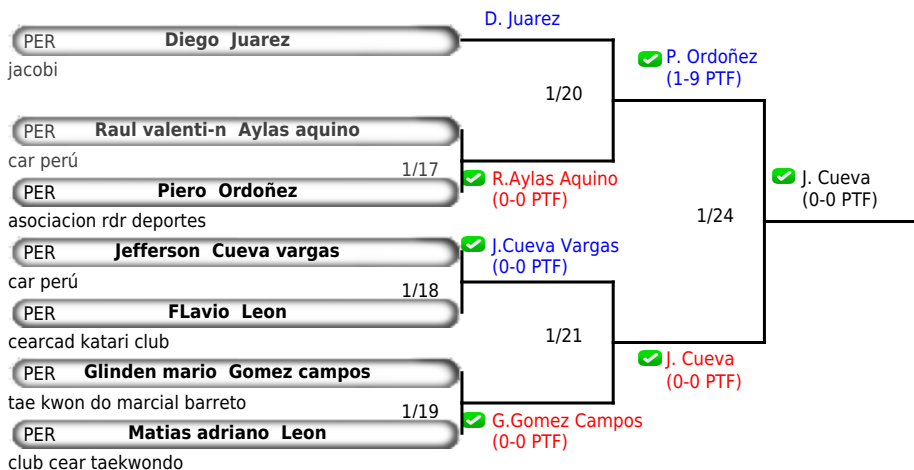 D. Juarez
PER Diego Juarez
jacobi
P. Ordoñez
(1-9 PTF)
1/20
PER Raul valenti-n Aylas aquino
car perú
1/17
R.Aylas Aquino
(0-0 PTF)
J. Cueva
(0-0 PTF)
PER Piero Ordoñez
asociacion rdr deportes
1/24
PER Jefferson Cueva vargas
J.Cueva Vargas
(0-0 PTF)
car perú
1/18
PER FLavio Leon
cearcad katari club
1/21
J. Cueva
(0-0 PTF)
PER Glinden mario Gomez campos
tae kwon do marcial barreto
1/19
G.Gomez Campos
(0-0 PTF)
PER Matias adriano Leon
club cear taekwondo